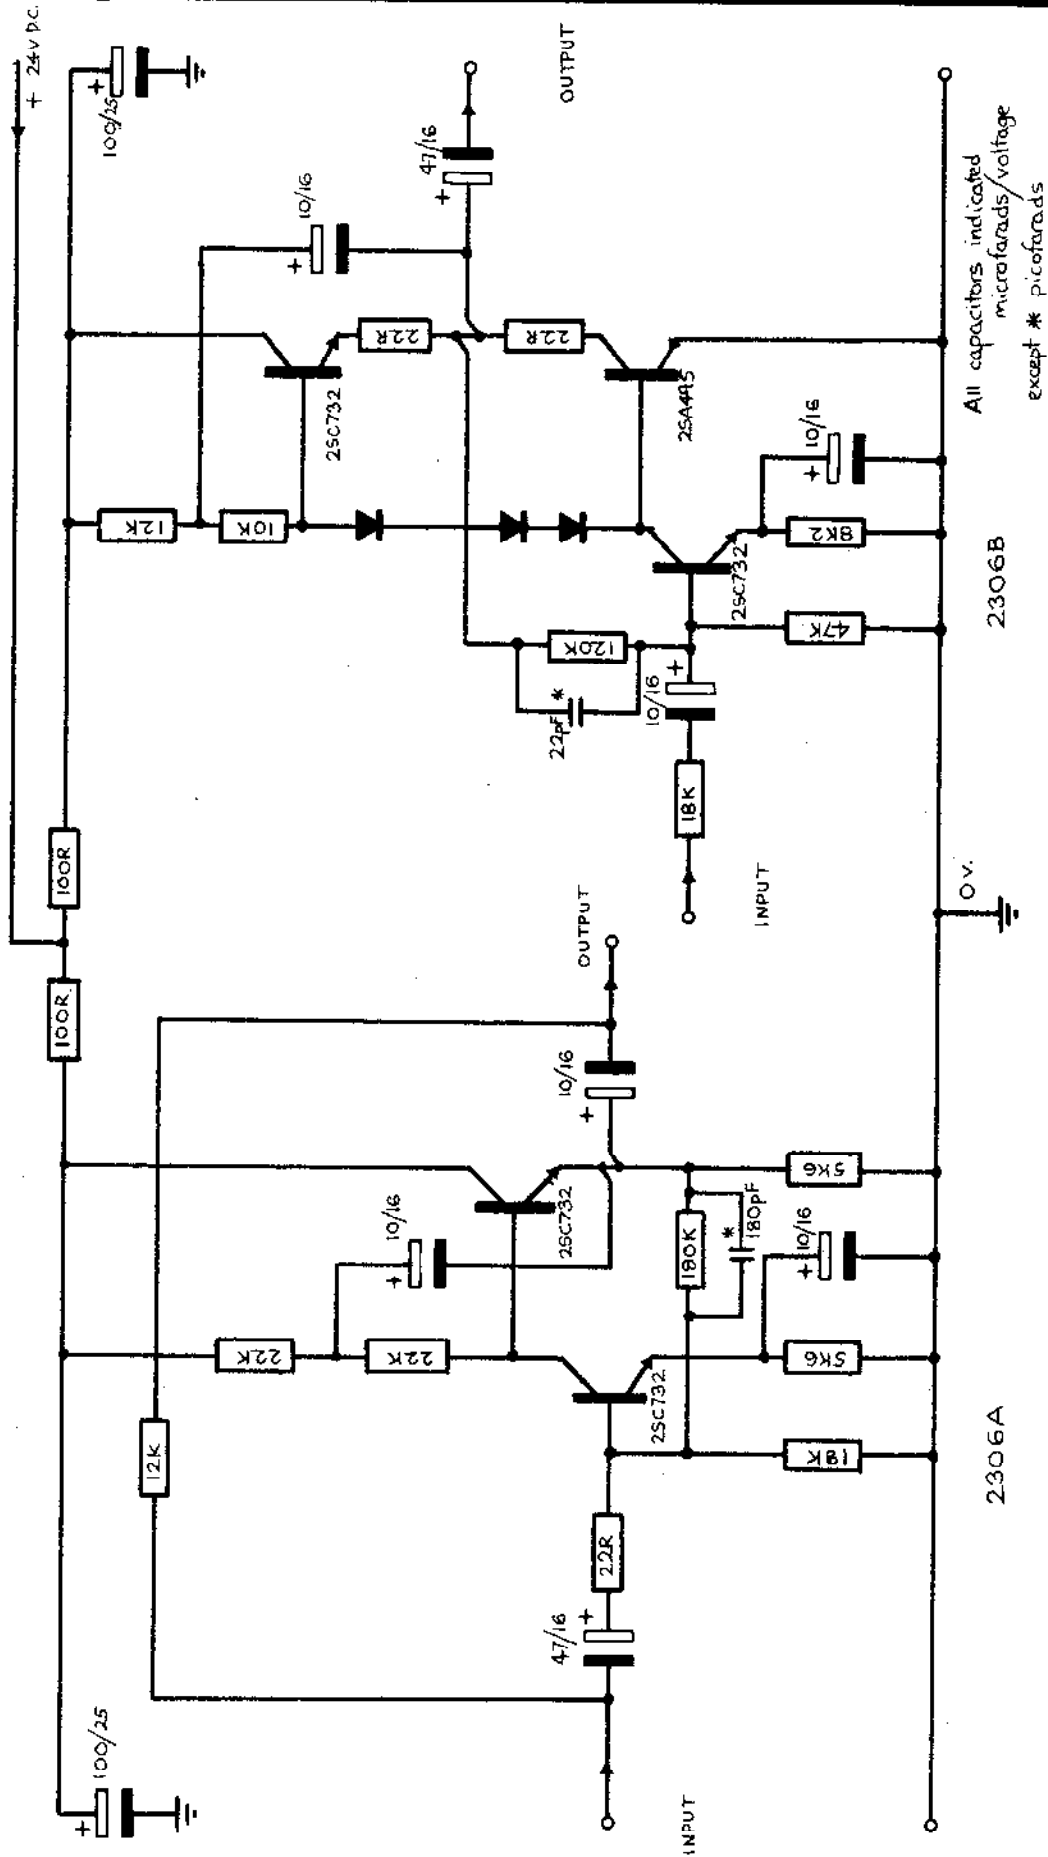 + 24V D.C.
100/25
100R
100R
100/25
12K
22K
22K
10/16
2SC732
10/16
OUTPUT
INPUT
47/16
22R
2SC732
180K
* 180pF
10/16
18K
5K6
5K6
2306A
12K
10K
10/16
2SC732
22R
22R
47/16
OUTPUT
2SA495
22pF *
120K
10/16
18K
INPUT
2SC732
47K
8K2
10/16
2306B
0V.
All capacitors indicated
microfarads/voltage
except * picofarads